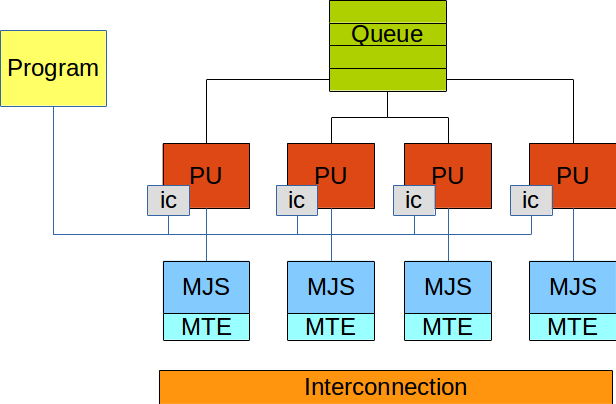 Queue
Program
PU PU PU PU
ic ic ic ic
MJS MJS MJS MJS
MTE MTE MTE MTE
Interconnection